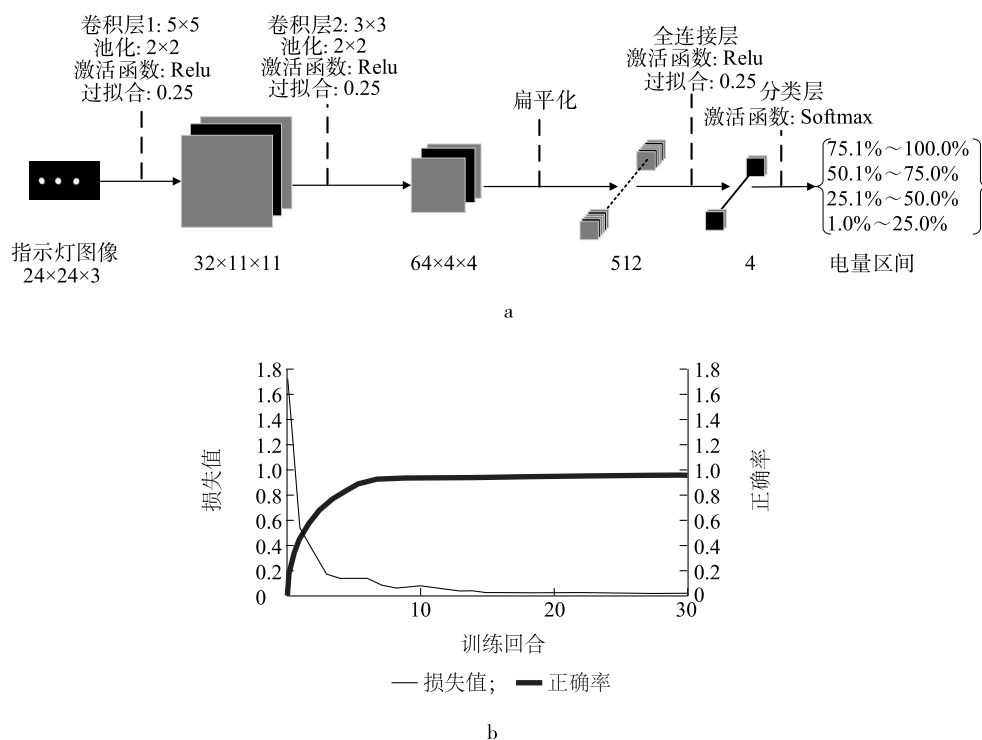 卷积层1: 5×5
池化: 2×2
激活函数: Relu
过拟合: 0.25
卷积层2: 3×3
池化: 2×2
激活函数: Relu
过拟合: 0.25
扁平化
全连接层
激活函数: Relu
过拟合: 0.25
分类层
激活函数: Softmax
75.1%～100.0%
50.1%～75.0%
25.1%～50.0%
1.0%～25.0%
指示灯图像
24×24×3
32×11×11
64×4×4
512
4
电量区间
a
1.8
1.6
1.4
1.2
1.0
0.8
0.6
0.4
0.2
0
损失值
1.8
1.6
1.4
1.2
1.0
0.8
0.6
0.4
0.2
0
正确率
10
20
30
训练回合
损失值;
正确率
b